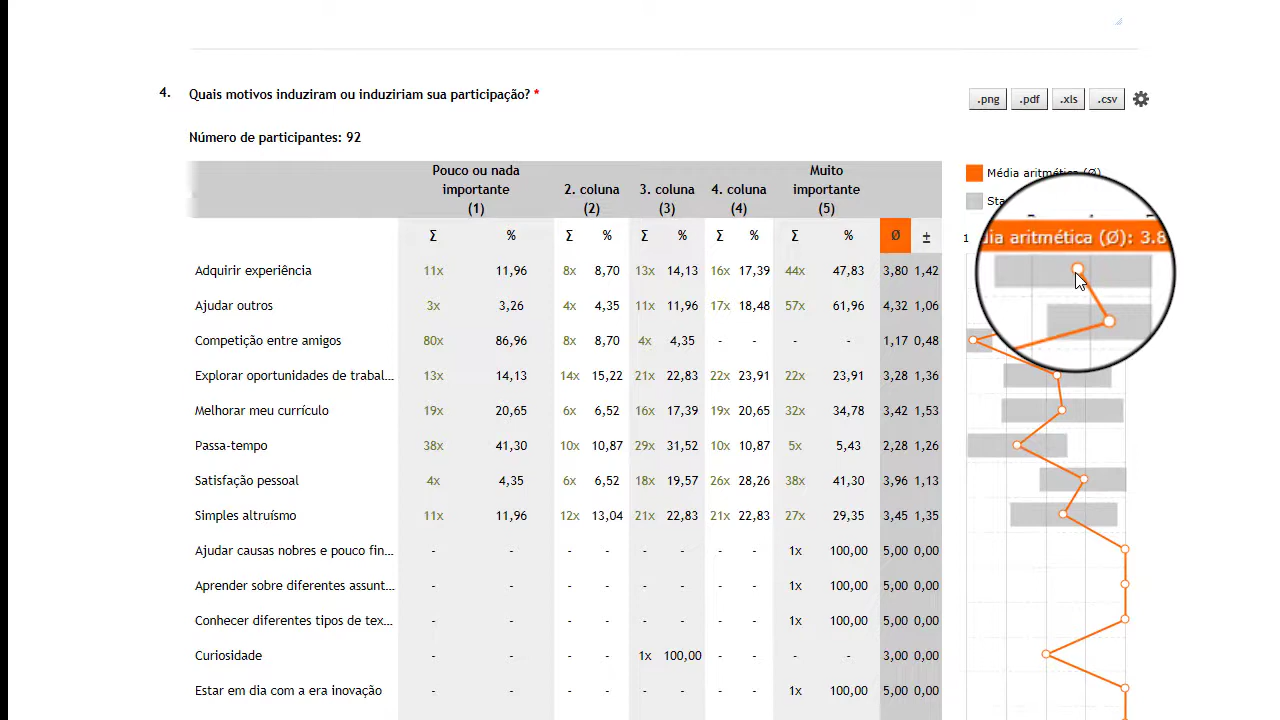 4. Quais motivos induziram ou induziriam sua participação? *
.png .pdf .xls .csv
Número de participantes: 92
Pouco ou nada importante (1) 2. coluna (2) 3. coluna (3) 4. coluna (4) Muito importante (5)
Média aritmética (Ø)
Σ % Σ % Σ % Σ % Σ % Ø ±
1
dia aritmética (Ø): 3.8
Adquirir experiência 11x 11,96 8x 8,70 13x 14,13 16x 17,39 44x 47,83 3,80 1,42
Ajudar outros 3x 3,26 4x 4,35 11x 11,96 17x 18,48 57x 61,96 4,32 1,06
Competição entre amigos 80x 86,96 8x 8,70 4x 4,35 - - - - 1,17 0,48
Explorar oportunidades de trabal... 13x 14,13 14x 15,22 21x 22,83 22x 23,91 22x 23,91 3,28 1,36
Melhorar meu currículo 19x 20,65 6x 6,52 16x 17,39 19x 20,65 32x 34,78 3,42 1,53
Passa-tempo 38x 41,30 10x 10,87 29x 31,52 10x 10,87 5x 5,43 2,28 1,26
Satisfação pessoal 4x 4,35 6x 6,52 18x 19,57 26x 28,26 38x 41,30 3,96 1,13
Simples altruísmo 11x 11,96 12x 13,04 21x 22,83 21x 22,83 27x 29,35 3,45 1,35
Ajudar causas nobres e pouco fin... - - - - - - - - 1x 100,00 5,00 0,00
Aprender sobre diferentes assunt... - - - - - - - - 1x 100,00 5,00 0,00
Conhecer diferentes tipos de tex... - - - - - - - - 1x 100,00 5,00 0,00
Curiosidade - - - - 1x 100,00 - - - - 3,00 0,00
Estar em dia com a era inovação - - - - - - - - 1x 100,00 5,00 0,00